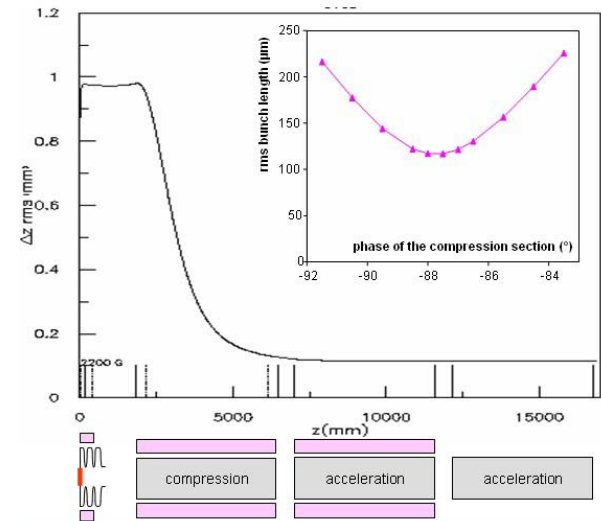 1.2
1
0.8
0.6
0.4
0.2
0
Δz rms (mm)
2200 G
0
5000
10000
15000
z(mm)
250
200
150
100
50
0
rms bunch length (µm)
phase of the compression section (°)
-92
-90
-88
-86
-84
compression
acceleration
acceleration